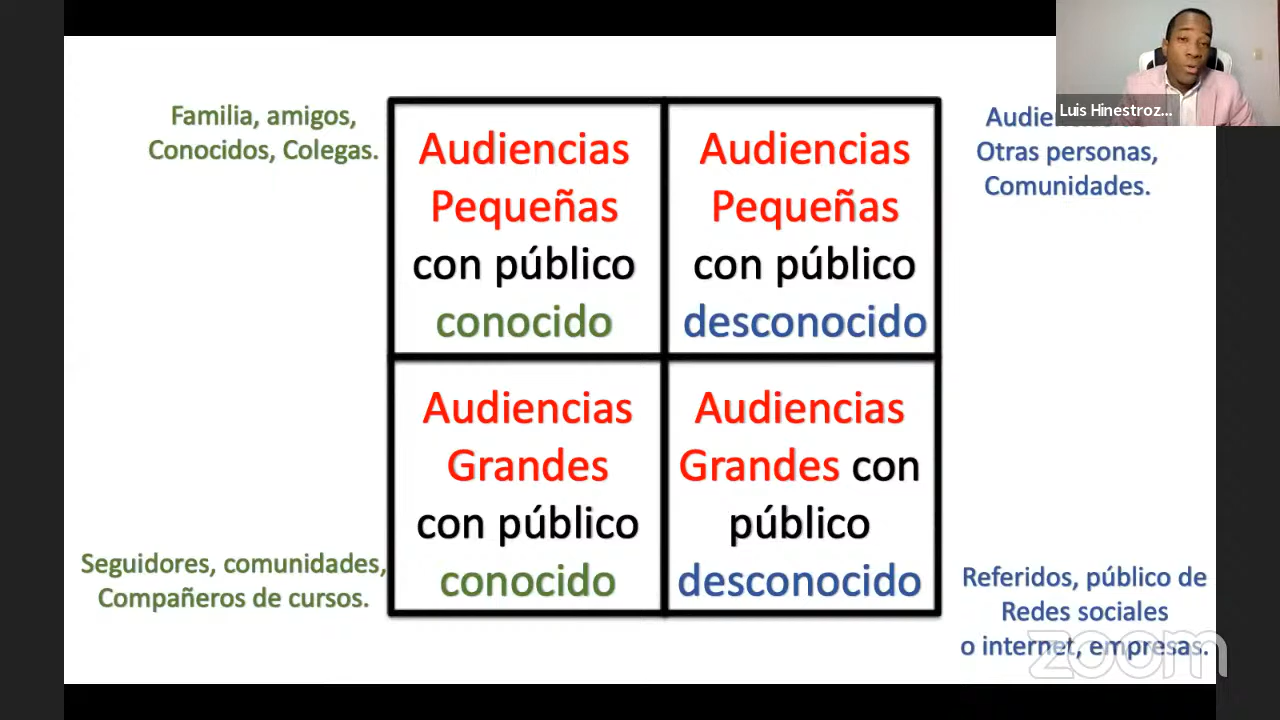 Familia, amigos,
Conocidos, Colegas.
Audiencias
Pequeñas
con público
conocido
Audiencias
Pequeñas
con público
desconocido
Luis Hinestroz...
Otras personas,
Comunidades.
Audiencias
Grandes
con público
conocido
Audiencias
Grandes con
público
desconocido
Seguidores, comunidades,
Compañeros de cursos.
Referidos, público de
Redes sociales
o internet, empresas.
zoom